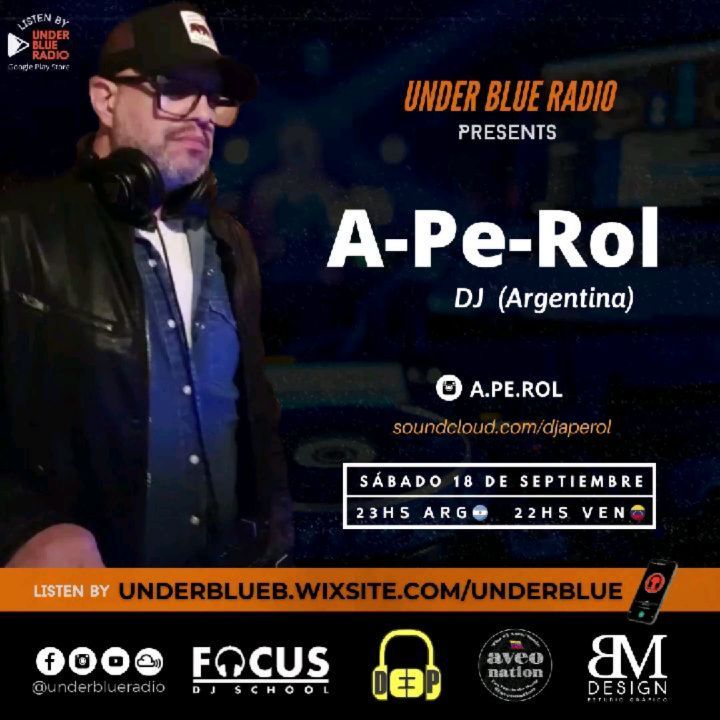 LISTEN BY
UNDER
BLUE
RADIO
Google Play Store
UNDER BLUE RADIO
PRESENTS
A-Pe-Rol
DJ (Argentina)
A.PE.ROL
soundcloud.com/djaperol
SÁBADO 18 DE SEPTIEMBRE
23HS ARG 22HS VEN
LISTEN BY UNDERBLUEB.WIXSITE.COM/UNDERBLUE
@underblueradio
FOCUS
DJ SCHOOL
DEEP
aveo
nation
BM
DESIGN
ESTUDIO GRÁFICO